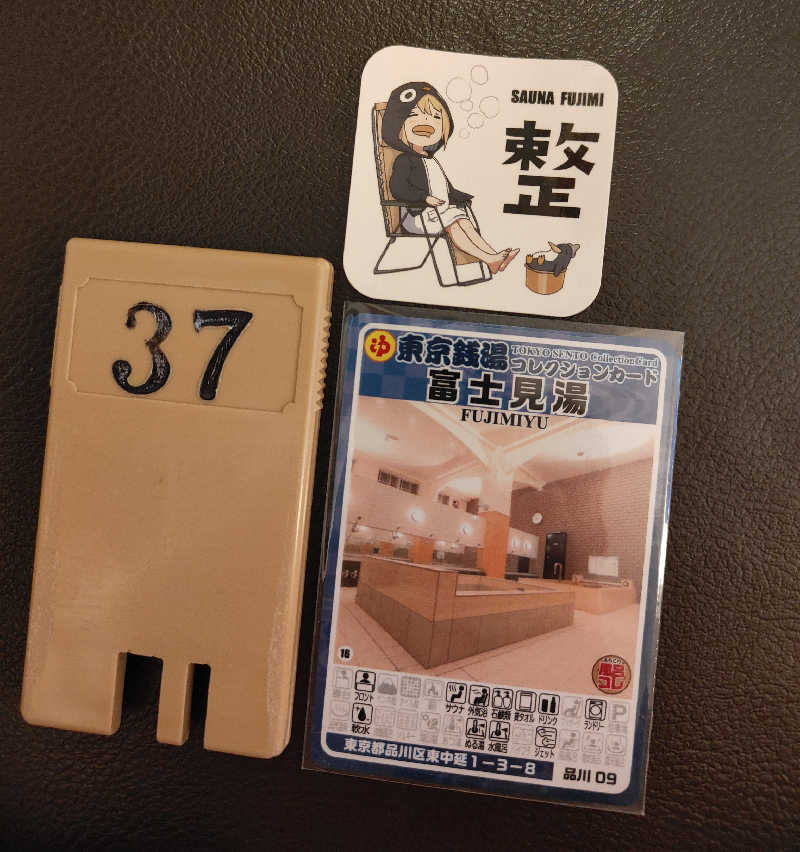 SAUNA FUJIMI
整
37
ゆ 東京銭湯 TOKYO SENTO Collection Card
コレクションカード
富士見湯
FUJIMIYU
16
フロント
サウナ
外気浴
石鹸類
貸タオル
ドリンク
ランドリー
軟水
ぬる湯
水風呂
ジェット
東京都品川区東中延1-3-8
品川 09